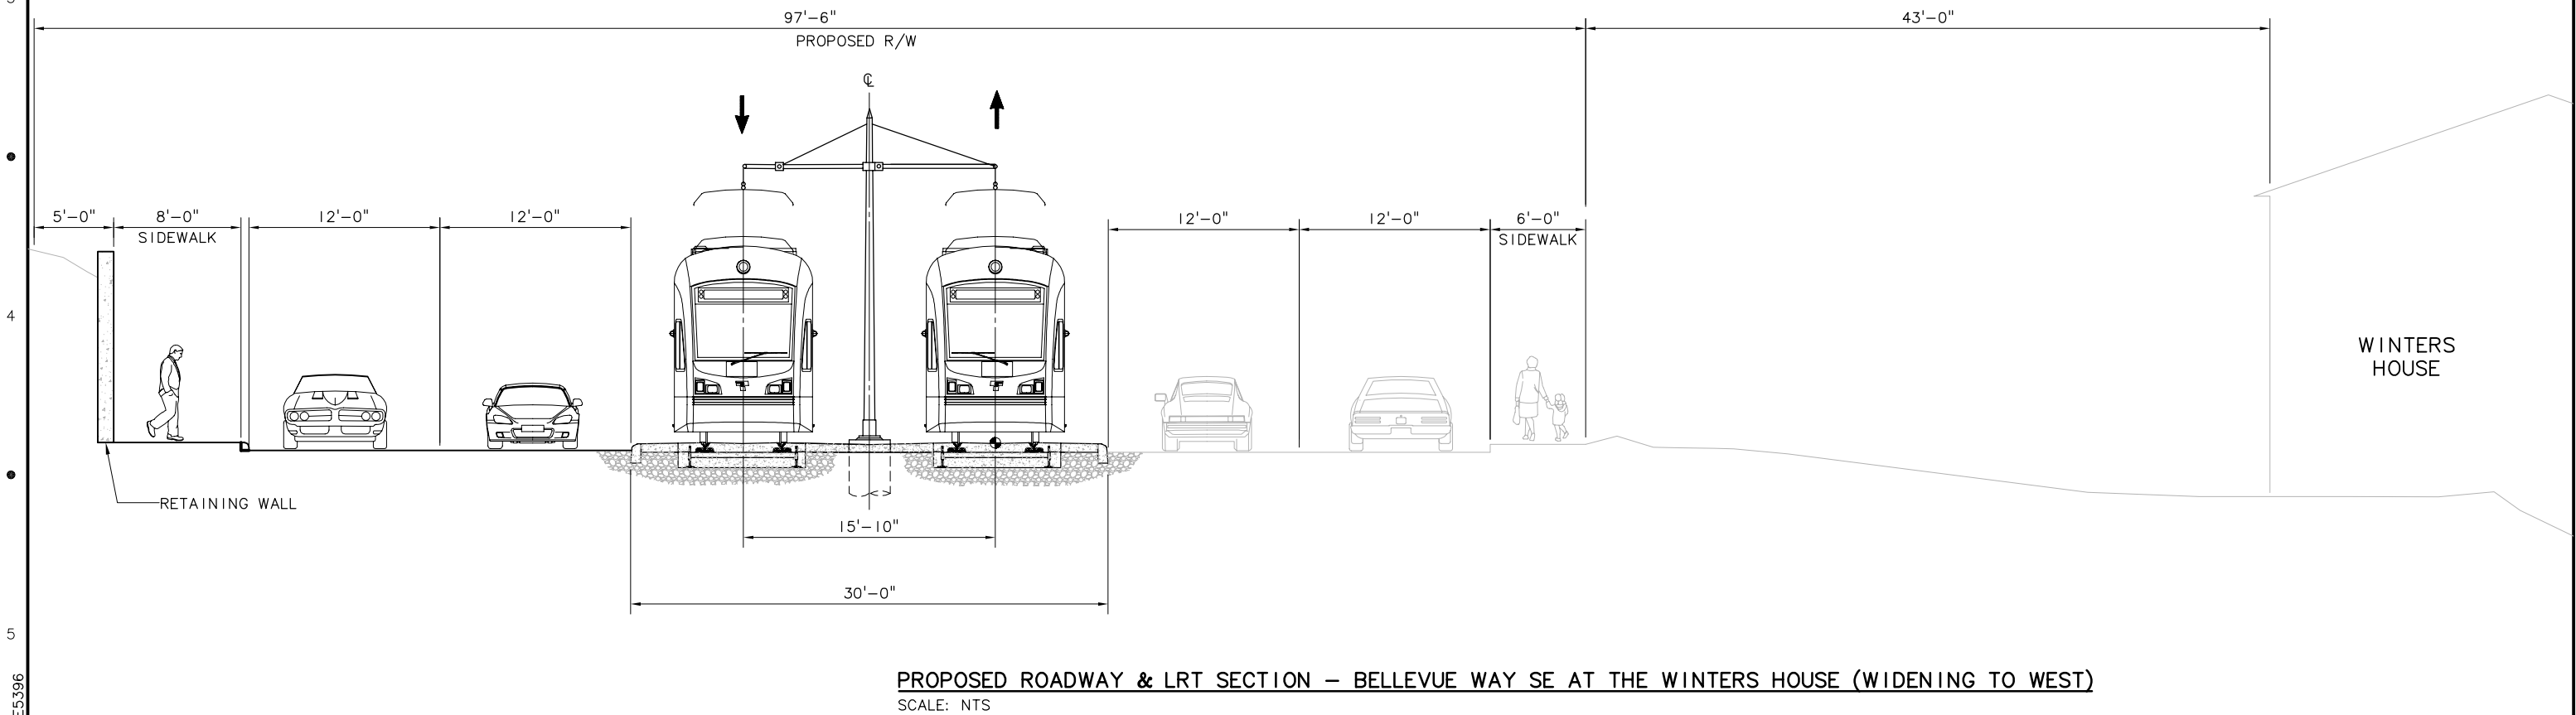 97'-6"
43'-0"
PROPOSED R/W
℄
5'-0"
8'-0"
12'-0"
12'-0"
12'-0"
12'-0"
6'-0"
SIDEWALK
SIDEWALK
4
WINTERS
HOUSE
RETAINING WALL
15'-10"
30'-0"
5
E5396
PROPOSED ROADWAY & LRT SECTION - BELLEVUE WAY SE AT THE WINTERS HOUSE (WIDENING TO WEST)
SCALE: NTS